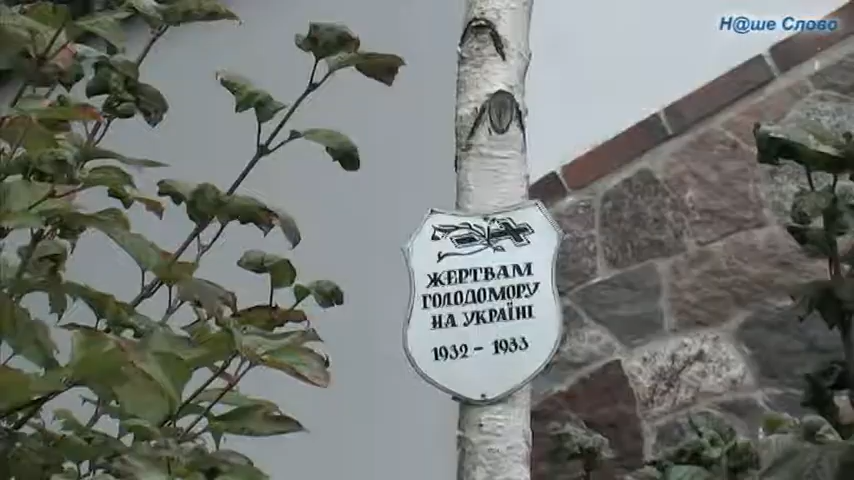 Н@ше Слово
ЖЕРТВАМ
ГОЛОДОМОРУ
НА УКРАЇНІ
1932 - 1933